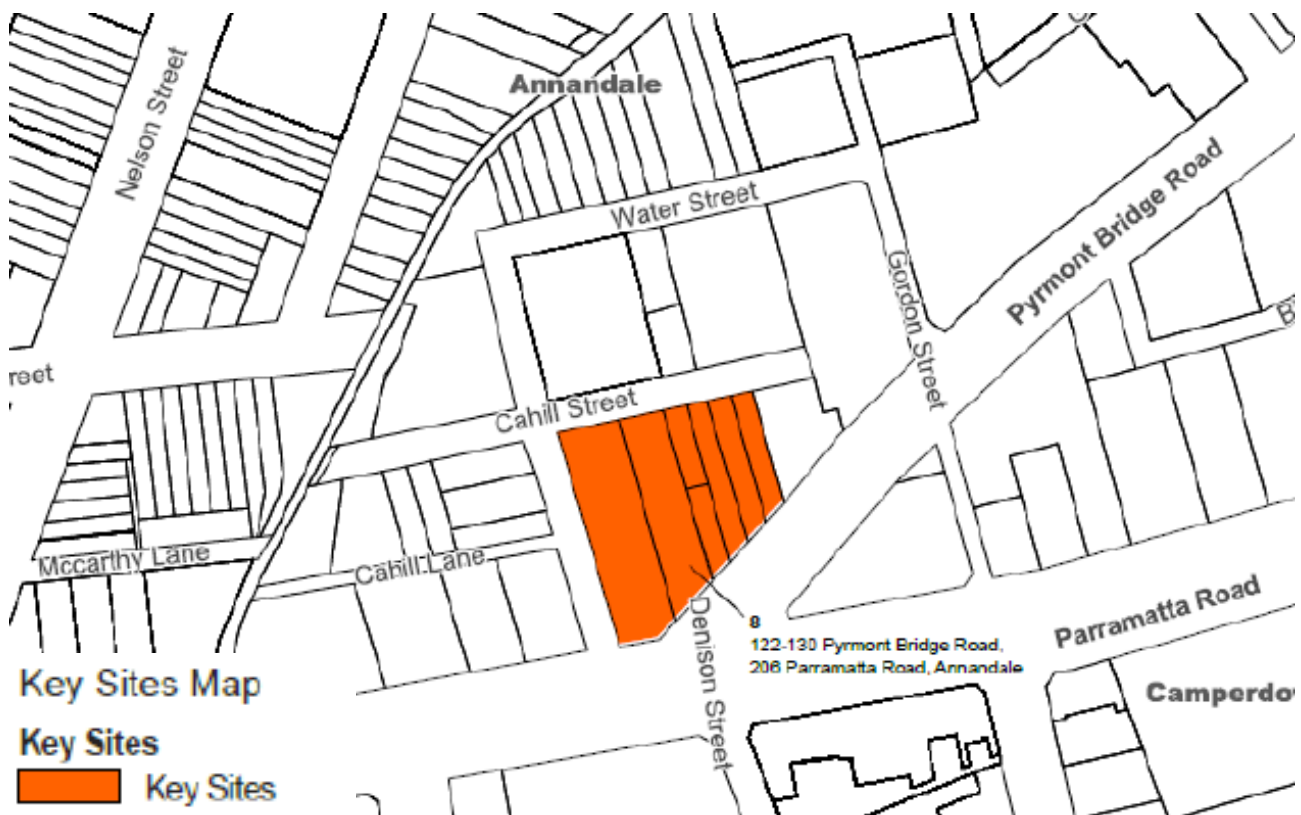 Annandale
Nelson Street
Water Street
Pyrmont Bridge Road
Gordon Street
reet
Cahill Street
Mccarthy Lane
Cahill Lane
Denison Street
8
122-130 Pyrmont Bridge Road,
206 Parramatta Road, Annandale
Parramatta Road
Camperdow
Key Sites Map
Key Sites
Key Sites